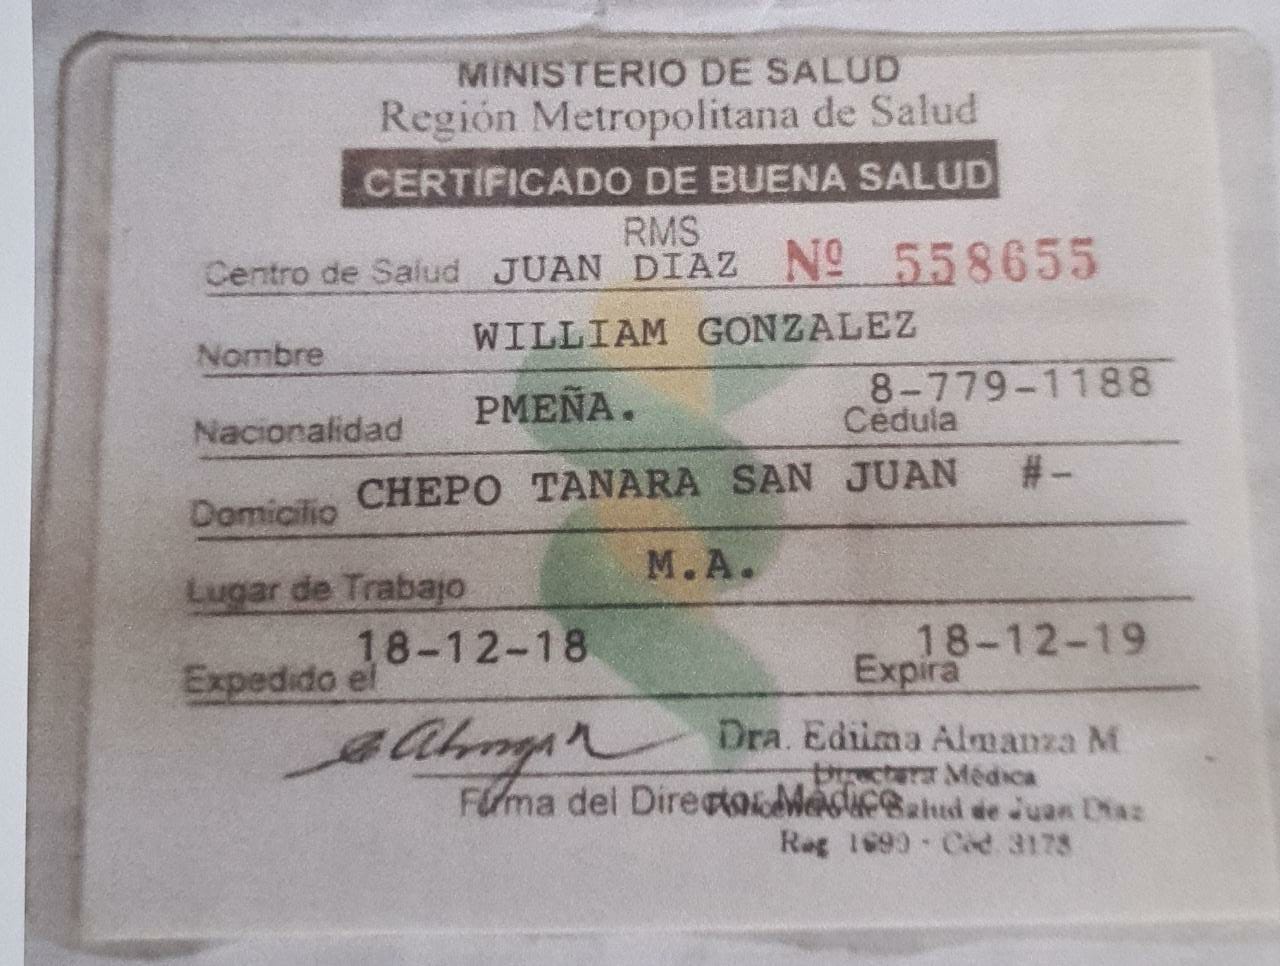 MINISTERIO DE SALUD
Región Metropolitana de Salud
CERTIFICADO DE BUENA SALUD
RMS
Centro de Salud JUAN DIAZ Nº 558655
Nombre WILLIAM GONZALEZ
Nacionalidad PMEÑA. Cédula 8-779-1188
Domicilio CHEPO TANARA SAN JUAN #-
Lugar de Trabajo M.A.
Expedido el 18-12-18 Expira 18-12-19
Dra. Edilma Almanza M
Directora Médica
Firma del Director Médico
Salud de Juan Díaz
Reg 1690 - Cód. 3178